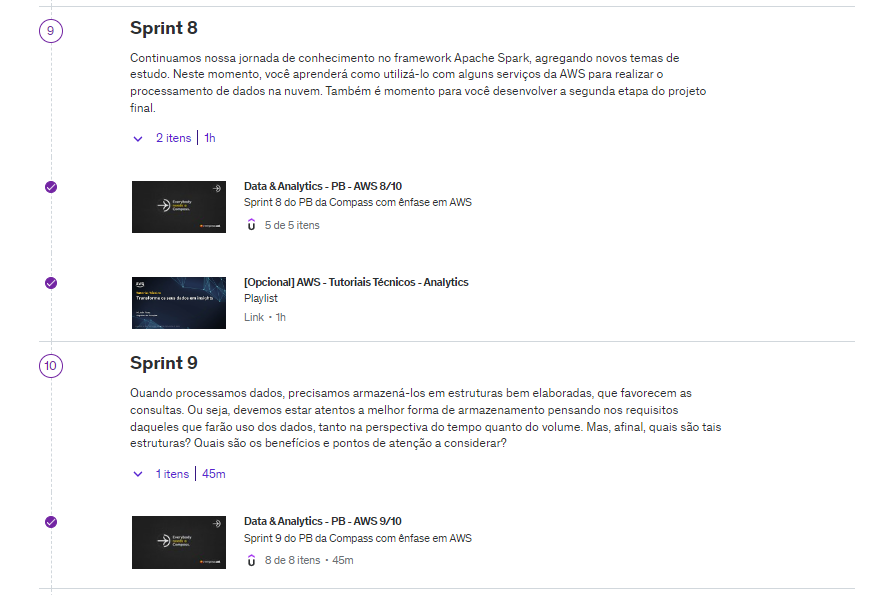 9
Sprint 8
Continuamos nossa jornada de conhecimento no framework Apache Spark, agregando novos temas de
estudo. Neste momento, você aprenderá como utilizá-lo com alguns serviços da AWS para realizar o
processamento de dados na nuvem. Também é momento para você desenvolver a segunda etapa do projeto
final.
2 itens | 1h
Everybody
needs a
Compass.
Data & Analytics - PB - AWS 8/10
Sprint 8 do PB da Compass com ênfase em AWS
5 de 5 itens
aws
Transforme os seus dados em insights
[Opcional] AWS - Tutoriais Técnicos - Analytics
Playlist
Link • 1h
10
Sprint 9
Quando processamos dados, precisamos armazená-los em estruturas bem elaboradas, que favorecem as
consultas. Ou seja, devemos estar atentos a melhor forma de armazenamento pensando nos requisitos
daqueles que farão uso dos dados, tanto na perspectiva do tempo quanto do volume. Mas, afinal, quais são tais
estruturas? Quais são os benefícios e pontos de atenção a considerar?
1 itens | 45m
Everybody
needs a
Compass.
Data & Analytics - PB - AWS 9/10
Sprint 9 do PB da Compass com ênfase em AWS
8 de 8 itens • 45m